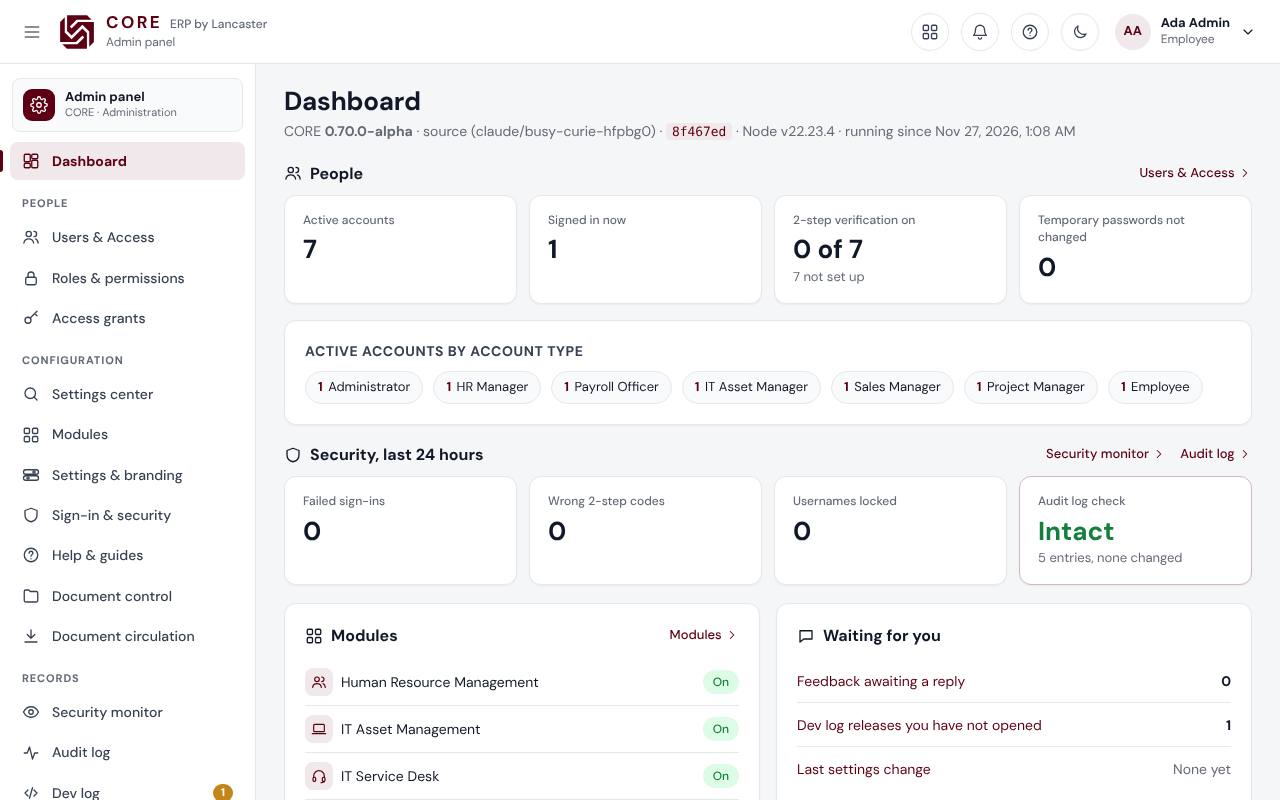 CORE ERP by Lancaster
Admin panel
AA
Ada Admin
Employee
Admin panel
CORE · Administration
Dashboard
PEOPLE
Users & Access
Roles & permissions
Access grants
CONFIGURATION
Settings center
Modules
Settings & branding
Sign-in & security
Help & guides
Document control
Document circulation
RECORDS
Security monitor
Audit log
Dev log 1
Dashboard
CORE 0.70.0-alpha · source (claude/busy-curie-hfpbg0) · 8f467ed · Node v22.23.4 · running since Nov 27, 2026, 1:08 AM
People
Users & Access
Active accounts
7
Signed in now
1
2-step verification on
0 of 7
7 not set up
Temporary passwords not
changed
0
ACTIVE ACCOUNTS BY ACCOUNT TYPE
1 Administrator
1 HR Manager
1 Payroll Officer
1 IT Asset Manager
1 Sales Manager
1 Project Manager
1 Employee
Security, last 24 hours
Security monitor
Audit log
Failed sign-ins
0
Wrong 2-step codes
0
Usernames locked
0
Audit log check
Intact
5 entries, none changed
Modules
Modules
Human Resource Management On
IT Asset Management On
IT Service Desk On
Waiting for you
Feedback awaiting a reply 0
Dev log releases you have not opened 1
Last settings change None yet